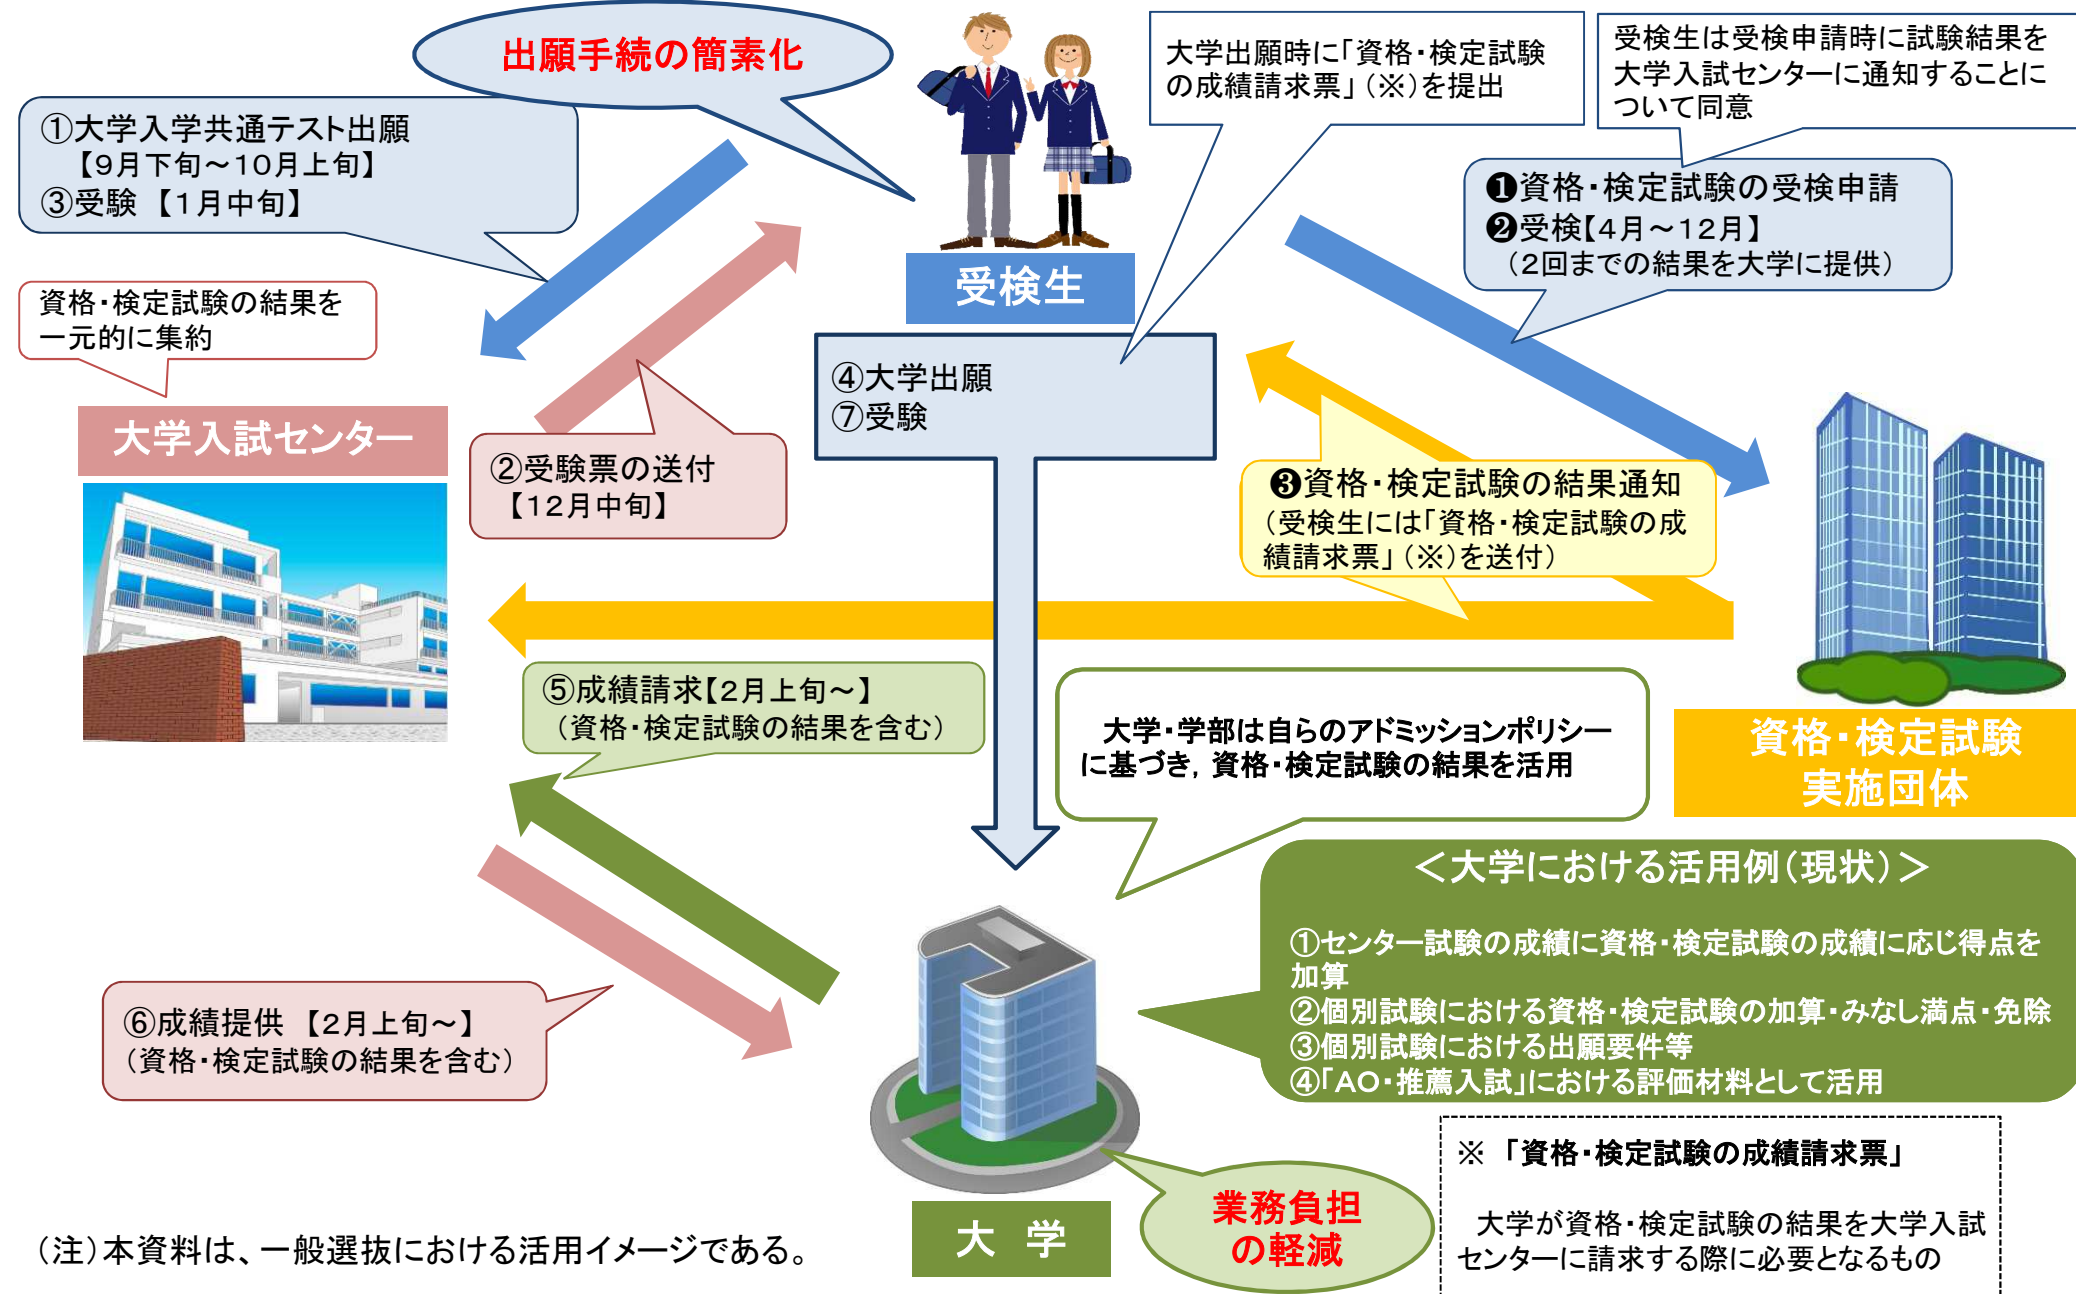 出願手続の簡素化
大学出願時に「資格・検定試験
の成績請求票」（※）を提出
受検生は受検申請時に試験結果を
大学入試センターに通知することに
ついて同意
①大学入学共通テスト出願
【９月下旬～１０月上旬】
③受験 【１月中旬】
❶資格・検定試験の受検申請
❷受検【４月～１２月】
（２回までの結果を大学に提供）
受検生
資格・検定試験の結果を
一元的に集約
大学入試センター
④大学出願
⑦受験
②受験票の送付
【１２月中旬】
❸資格・検定試験の結果通知
（受検生には「資格・検定試験の成
績請求票」（※）を送付）
⑤成績請求【２月上旬～】
（資格・検定試験の結果を含む）
大学・学部は自らのアドミッションポリシー
に基づき，資格・検定試験の結果を活用
資格・検定試験
実施団体
＜大学における活用例（現状）＞
①センター試験の成績に資格・検定試験の成績に応じ得点を
加算
②個別試験における資格・検定試験の加算・みなし満点・免除
③個別試験における出願要件等
④「ＡＯ・推薦入試」における評価材料として活用
⑥成績提供 【２月上旬～】
（資格・検定試験の結果を含む）
大 学
業務負担
の軽減
※ 「資格・検定試験の成績請求票」
大学が資格・検定試験の結果を大学入試
センターに請求する際に必要となるもの
（注）本資料は、一般選抜における活用イメージである。